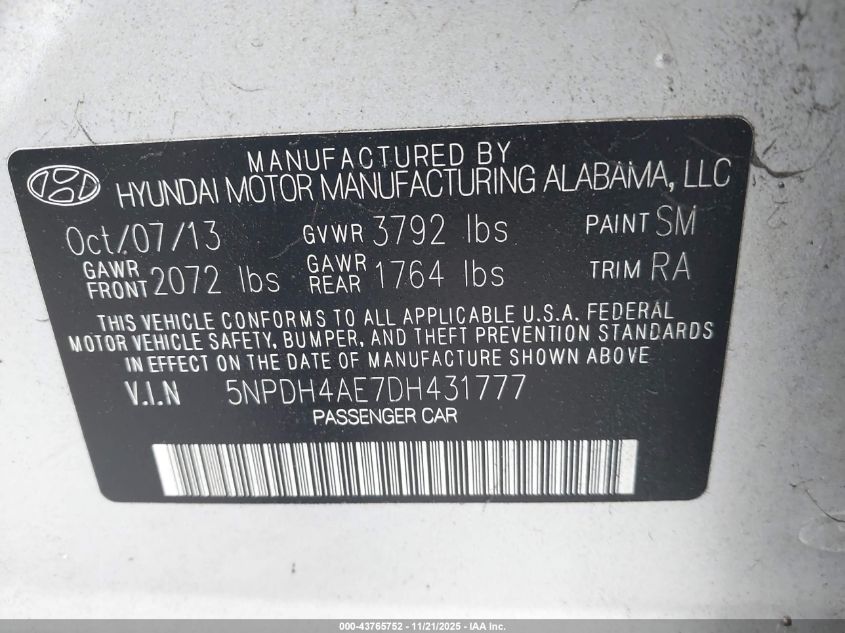 MANUFACTURED BY
HYUNDAI MOTOR MANUFACTURING ALABAMA, LLC
Oct/07/13 GVWR 3792 lbs PAINT SM
GAWR FRONT 2072 lbs GAWR REAR 1764 lbs TRIM RA
THIS VEHICLE CONFORMS TO ALL APPLICABLE U.S.A. FEDERAL
MOTOR VEHICLE SAFETY, BUMPER, AND THEFT PREVENTION STANDARDS
IN EFFECT ON THE DATE OF MANUFACTURE SHOWN ABOVE
V.I.N 5NPDH4AE7DH431777
PASSENGER CAR
000-43765752 - 11/21/2025 - IAA Inc.